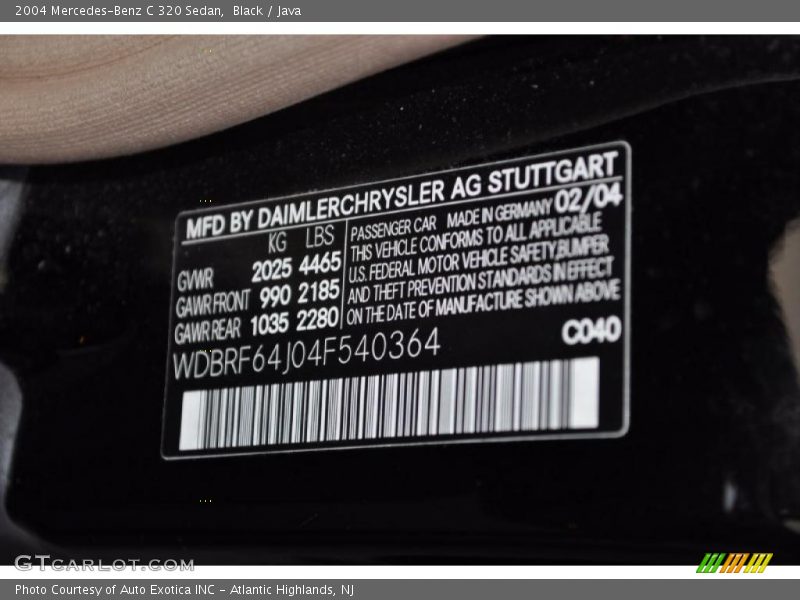 2004 Mercedes-Benz C 320 Sedan, Black / Java
MFD BY DAIMLERCHRYSLER AG STUTTGART
KG LBS
GVWR 2025 4465
GAWR FRONT 990 2185
GAWR REAR 1035 2280
PASSENGER CAR MADE IN GERMANY 02/04
THIS VEHICLE CONFORMS TO ALL APPLICABLE
U.S. FEDERAL MOTOR VEHICLE SAFETY, BUMPER
AND THEFT PREVENTION STANDARDS IN EFFECT
ON THE DATE OF MANUFACTURE SHOWN ABOVE
WDBRF64J04F540364
C040
GTCARLOT.COM
Photo Courtesy of Auto Exotica INC - Atlantic Highlands, NJ